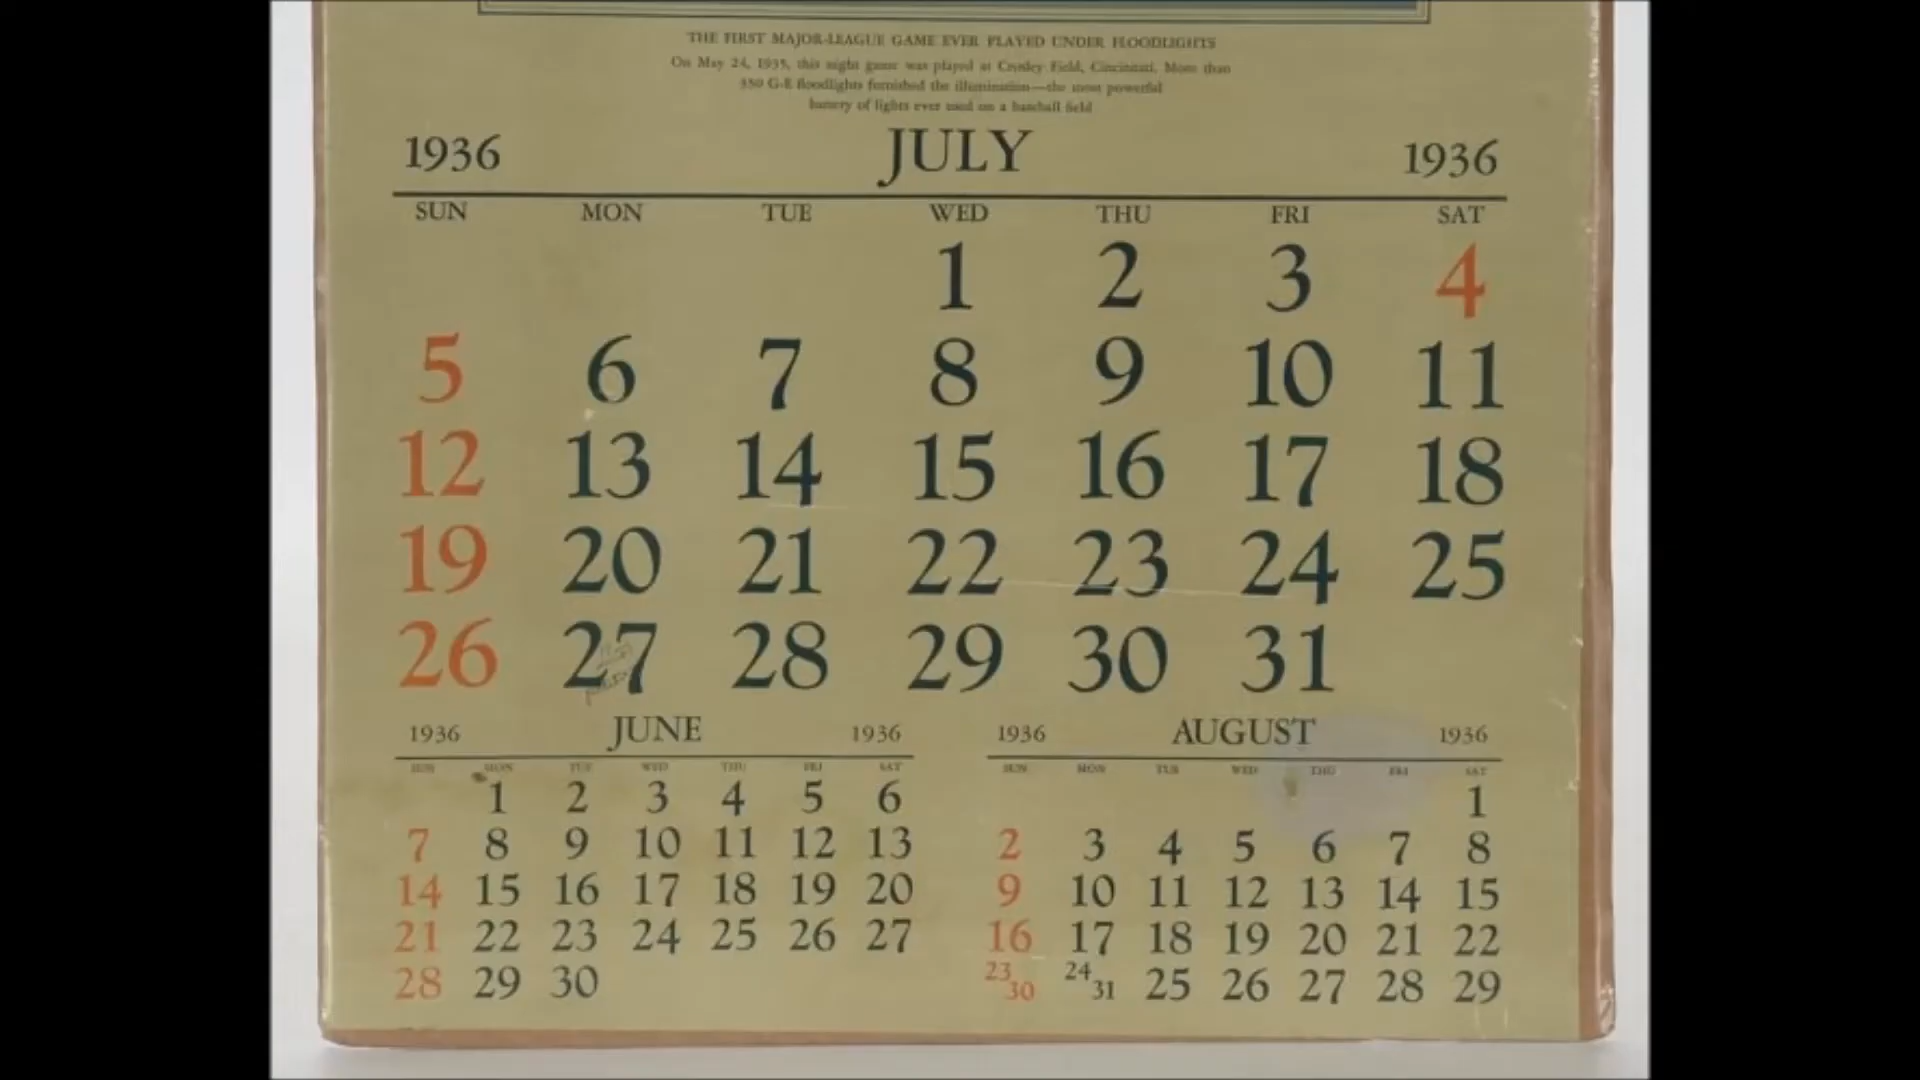 THE FIRST MAJOR-LEAGUE GAME EVER PLAYED UNDER FLOODLIGHTS
On May 24, 1935, this night game was played at Crosley Field, Cincinnati. More than
350 G-E floodlights furnished the illumination—the most powerful
battery of lights ever used on a baseball field
1936 JULY 1936
SUN MON TUE WED THU FRI SAT
1 2 3 4
5 6 7 8 9 10 11
12 13 14 15 16 17 18
19 20 21 22 23 24 25
26 27 28 29 30 31
1936 JUNE 1936
SUN MON TUE WED THU FRI SAT
1 2 3 4 5 6
7 8 9 10 11 12 13
14 15 16 17 18 19 20
21 22 23 24 25 26 27
28 29 30
1936 AUGUST 1936
SUN MON TUE WED THU FRI SAT
1
2 3 4 5 6 7 8
9 10 11 12 13 14 15
16 17 18 19 20 21 22
23 30 24 31 25 26 27 28 29